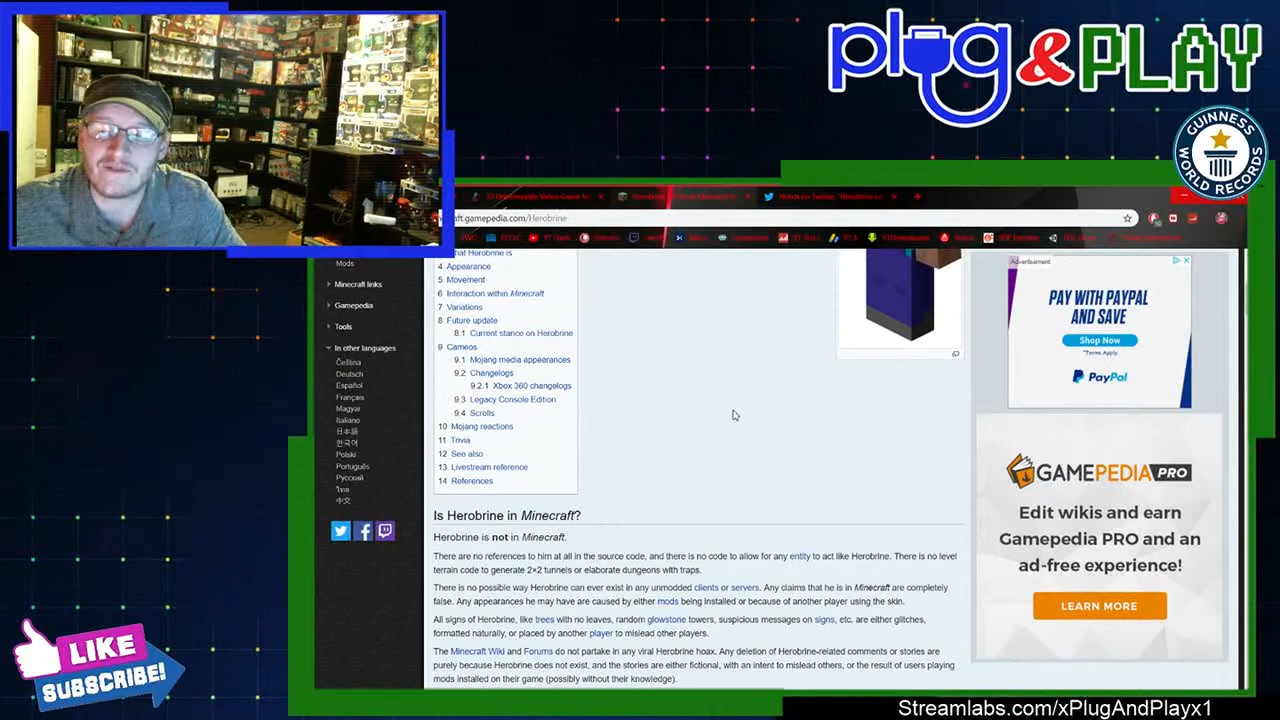 plug&PLAY
GUINNESS
WORLD RECORDS
Wii
Notch on Twitter: "Herobrine
craft.gamepedia.com/Herobrine
Mods
Minecraft links
Gamepedia
Tools
In other languages
Čeština
Deutsch
Español
Français
Magyar
Italiano
日本語
한국어
Polski
Português
Русский
ไทย
中文
What Herobrine is
4 Appearance
5 Movement
6 Interaction within Minecraft
7 Variations
8 Future update
8.1 Current stance on Herobrine
9 Cameos
9.1 Mojang media appearances
9.2 Changelogs
9.2.1 Xbox 360 changelogs
9.3 Legacy Console Edition
9.4 Scrolls
10 Mojang reactions
11 Trivia
12 See also
13 Livestream reference
14 References
Is Herobrine in Minecraft?
Herobrine is not in Minecraft.
There are no references to him at all in the source code, and there is no code to allow for any entity to act like Herobrine. There is no level
terrain code to generate 2×2 tunnels or elaborate dungeons with traps.
There is no possible way Herobrine can ever exist in any unmodded clients or servers. Any claims that he is in Minecraft are completely
false. Any appearances he may have are caused by either mods being installed or because of another player using the skin.
All signs of Herobrine, like trees with no leaves, random glowstone towers, suspicious messages on signs, etc. are either glitches,
formatted naturally, or placed by another player to mislead other players.
The Minecraft Wiki and Forums do not partake in any viral Herobrine hoax. Any deletion of Herobrine-related comments or stories are
purely because Herobrine does not exist, and the stories are either fictional, with an intent to mislead others, or the result of users playing
mods installed on their game (possibly without their knowledge).
Advertisement
PAY WITH PAYPAL
AND SAVE
Shop Now
*Terms Apply.
PayPal
GAMEPEDIA PRO
Edit wikis and earn
Gamepedia PRO and an
ad-free experience!
LEARN MORE
LIKE
SUBSCRIBE!
Streamlabs.com/xPlugAndPlayx1